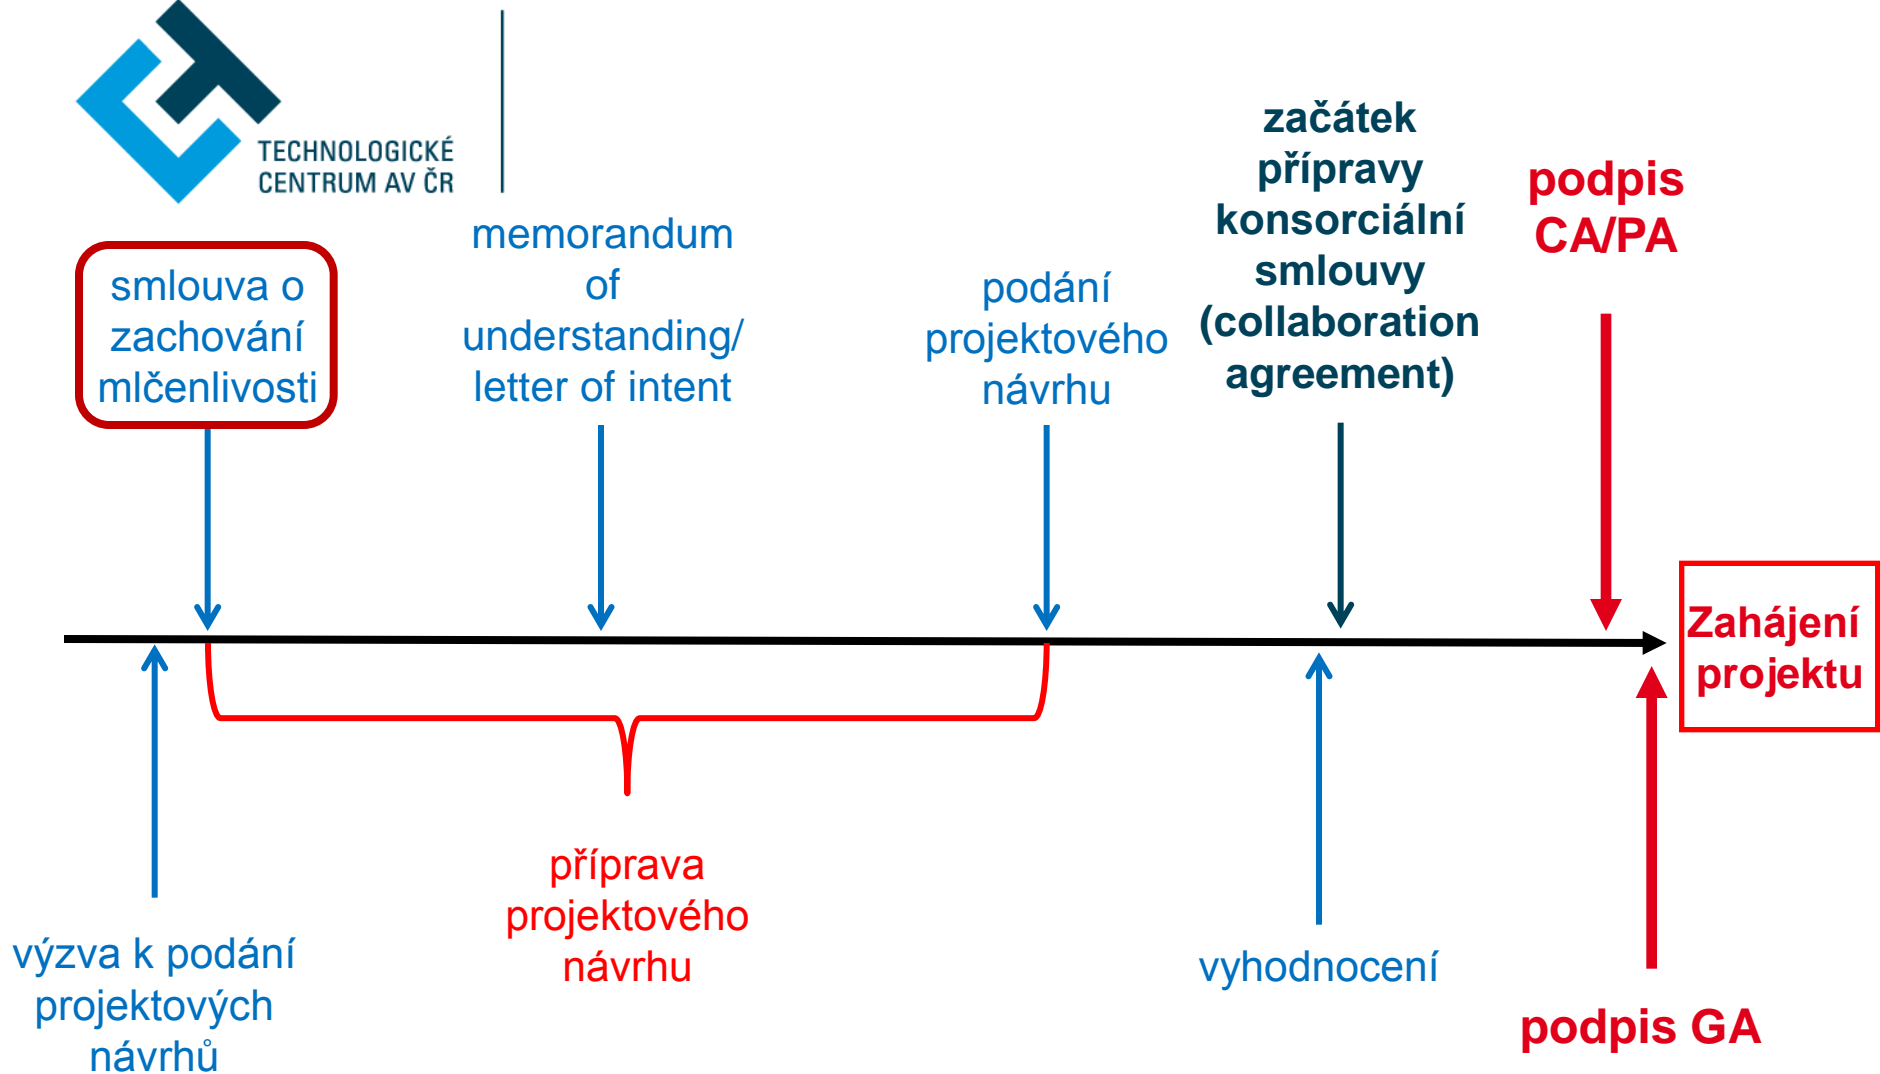 TECHNOLOGICKÉ
CENTRUM AV ČR
smlouva o
zachování
mlčenlivosti
memorandum
of
understanding/
letter of intent
podání
projektového
návrhu
začátek
přípravy
konsorciální
smlouvy
(collaboration
agreement)
podpis
CA/PA
Zahájení
projektu
výzva k podání
projektových
návrhů
příprava
projektového
návrhu
vyhodnocení
podpis GA